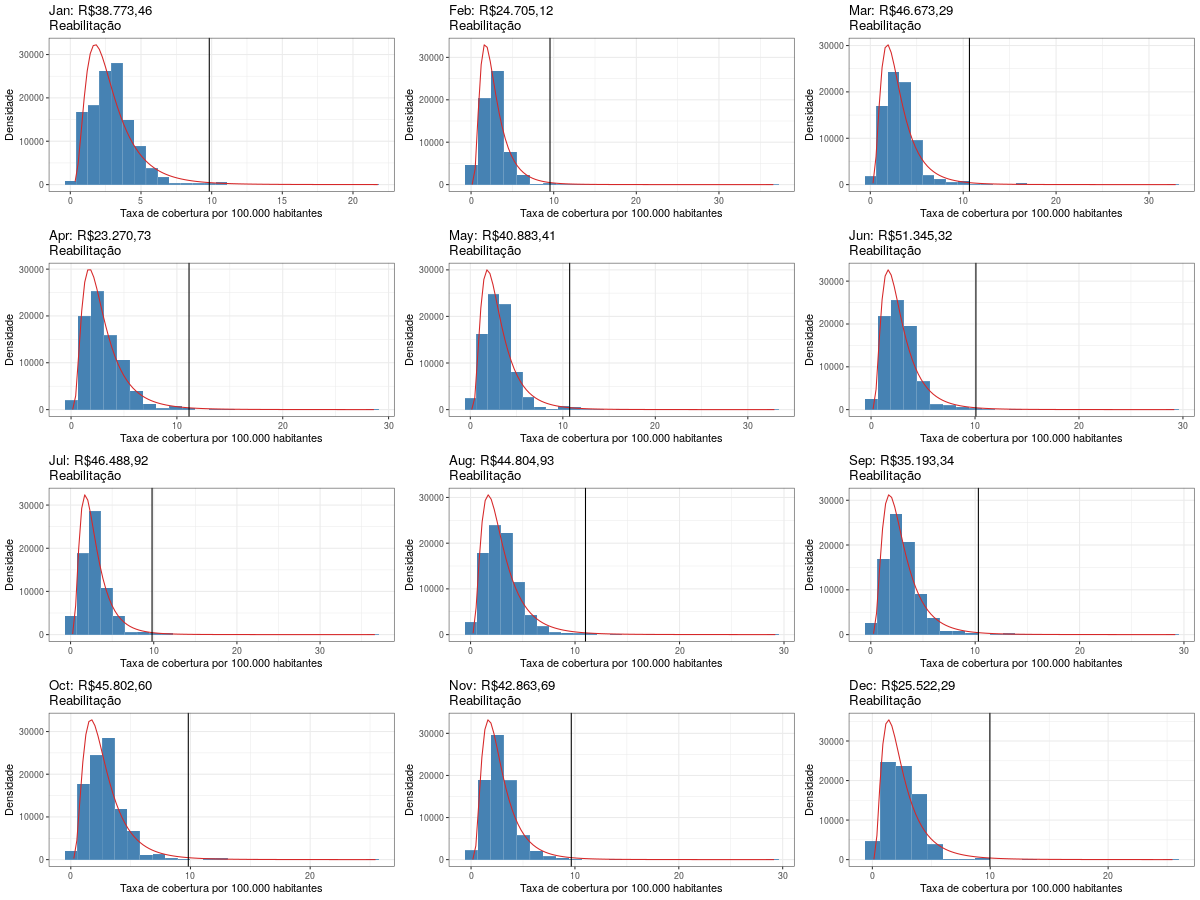 Jan: R$38.773,46
Reabilitação
30000
20000
10000
0
Densidade
0 5 10 15 20
Taxa de cobertura por 100.000 habitantes
Feb: R$24.705,12
Reabilitação
30000
20000
10000
0
Densidade
0 10 20 30
Taxa de cobertura por 100.000 habitantes
Mar: R$46.673,29
Reabilitação
30000
20000
10000
0
Densidade
0 10 20 30
Taxa de cobertura por 100.000 habitantes
Apr: R$23.270,73
Reabilitação
30000
20000
10000
0
Densidade
0 10 20 30
Taxa de cobertura por 100.000 habitantes
May: R$40.883,41
Reabilitação
30000
20000
10000
0
Densidade
0 10 20 30
Taxa de cobertura por 100.000 habitantes
Jun: R$51.345,32
Reabilitação
30000
20000
10000
0
Densidade
0 10 20 30
Taxa de cobertura por 100.000 habitantes
Jul: R$46.488,92
Reabilitação
30000
20000
10000
0
Densidade
0 10 20 30
Taxa de cobertura por 100.000 habitantes
Aug: R$44.804,93
Reabilitação
30000
20000
10000
0
Densidade
0 10 20 30
Taxa de cobertura por 100.000 habitantes
Sep: R$35.193,34
Reabilitação
30000
20000
10000
0
Densidade
0 10 20 30
Taxa de cobertura por 100.000 habitantes
Oct: R$45.802,60
Reabilitação
30000
20000
10000
0
Densidade
0 10 20
Taxa de cobertura por 100.000 habitantes
Nov: R$42.863,69
Reabilitação
30000
20000
10000
0
Densidade
0 10 20 30
Taxa de cobertura por 100.000 habitantes
Dec: R$25.522,29
Reabilitação
30000
20000
10000
0
Densidade
0 10 20
Taxa de cobertura por 100.000 habitantes